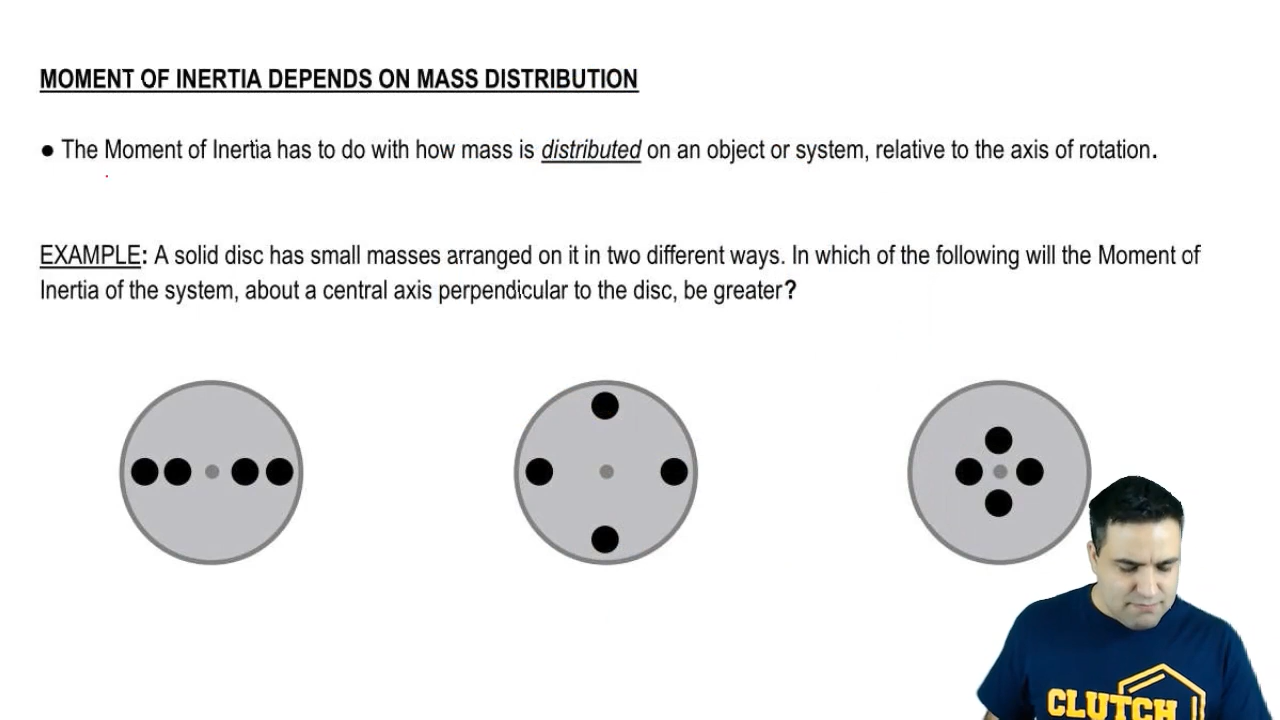 MOMENT OF INERTIA DEPENDS ON MASS DISTRIBUTION
● The Moment of Inertia has to do with how mass is distributed on an object or system, relative to the axis of rotation.
EXAMPLE: A solid disc has small masses arranged on it in two different ways. In which of the following will the Moment of
Inertia of the system, about a central axis perpendicular to the disc, be greater?
CLUTCH